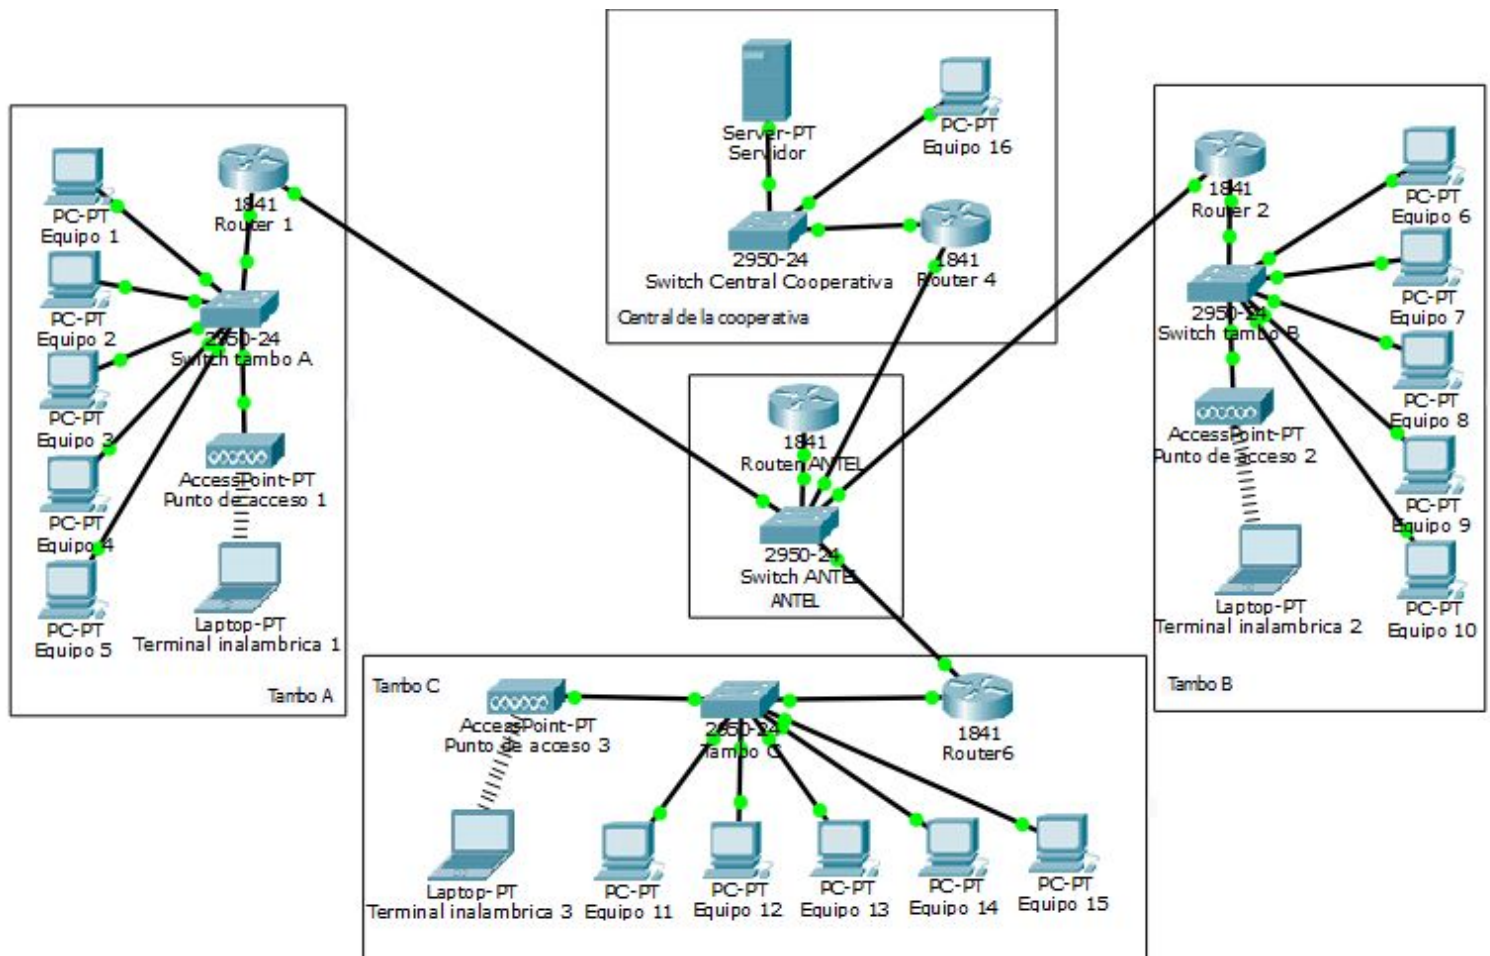 PC-PT
Equipo 1
PC-PT
Equipo 2
PC-PT
Equipo 3
PC-PT
Equipo 4
PC-PT
Equipo 5
1841
Router 1
2950-24
Switch tambo A
AccessPoint-PT
Punto de acceso 1
Laptop-PT
Terminal inalambrica 1
Tambo A
Server-PT
Servidor
PC-PT
Equipo 16
2950-24
Switch Central Cooperativa
1841
Router 4
Central de la cooperativa
1841
Router ANTEL
2950-24
Switch ANTEL
ANTEL
1841
Router 2
2950-24
Switch tambo B
AccessPoint-PT
Punto de acceso 2
Laptop-PT
Terminal inalambrica 2
PC-PT
Equipo 6
PC-PT
Equipo 7
PC-PT
Equipo 8
PC-PT
Equipo 9
PC-PT
Equipo 10
Tambo B
Tambo C
AccessPoint-PT
Punto de acceso 3
2950-24
Tambo C
1841
Router6
Laptop-PT
Terminal inalambrica 3
PC-PT
Equipo 11
PC-PT
Equipo 12
PC-PT
Equipo 13
PC-PT
Equipo 14
PC-PT
Equipo 15